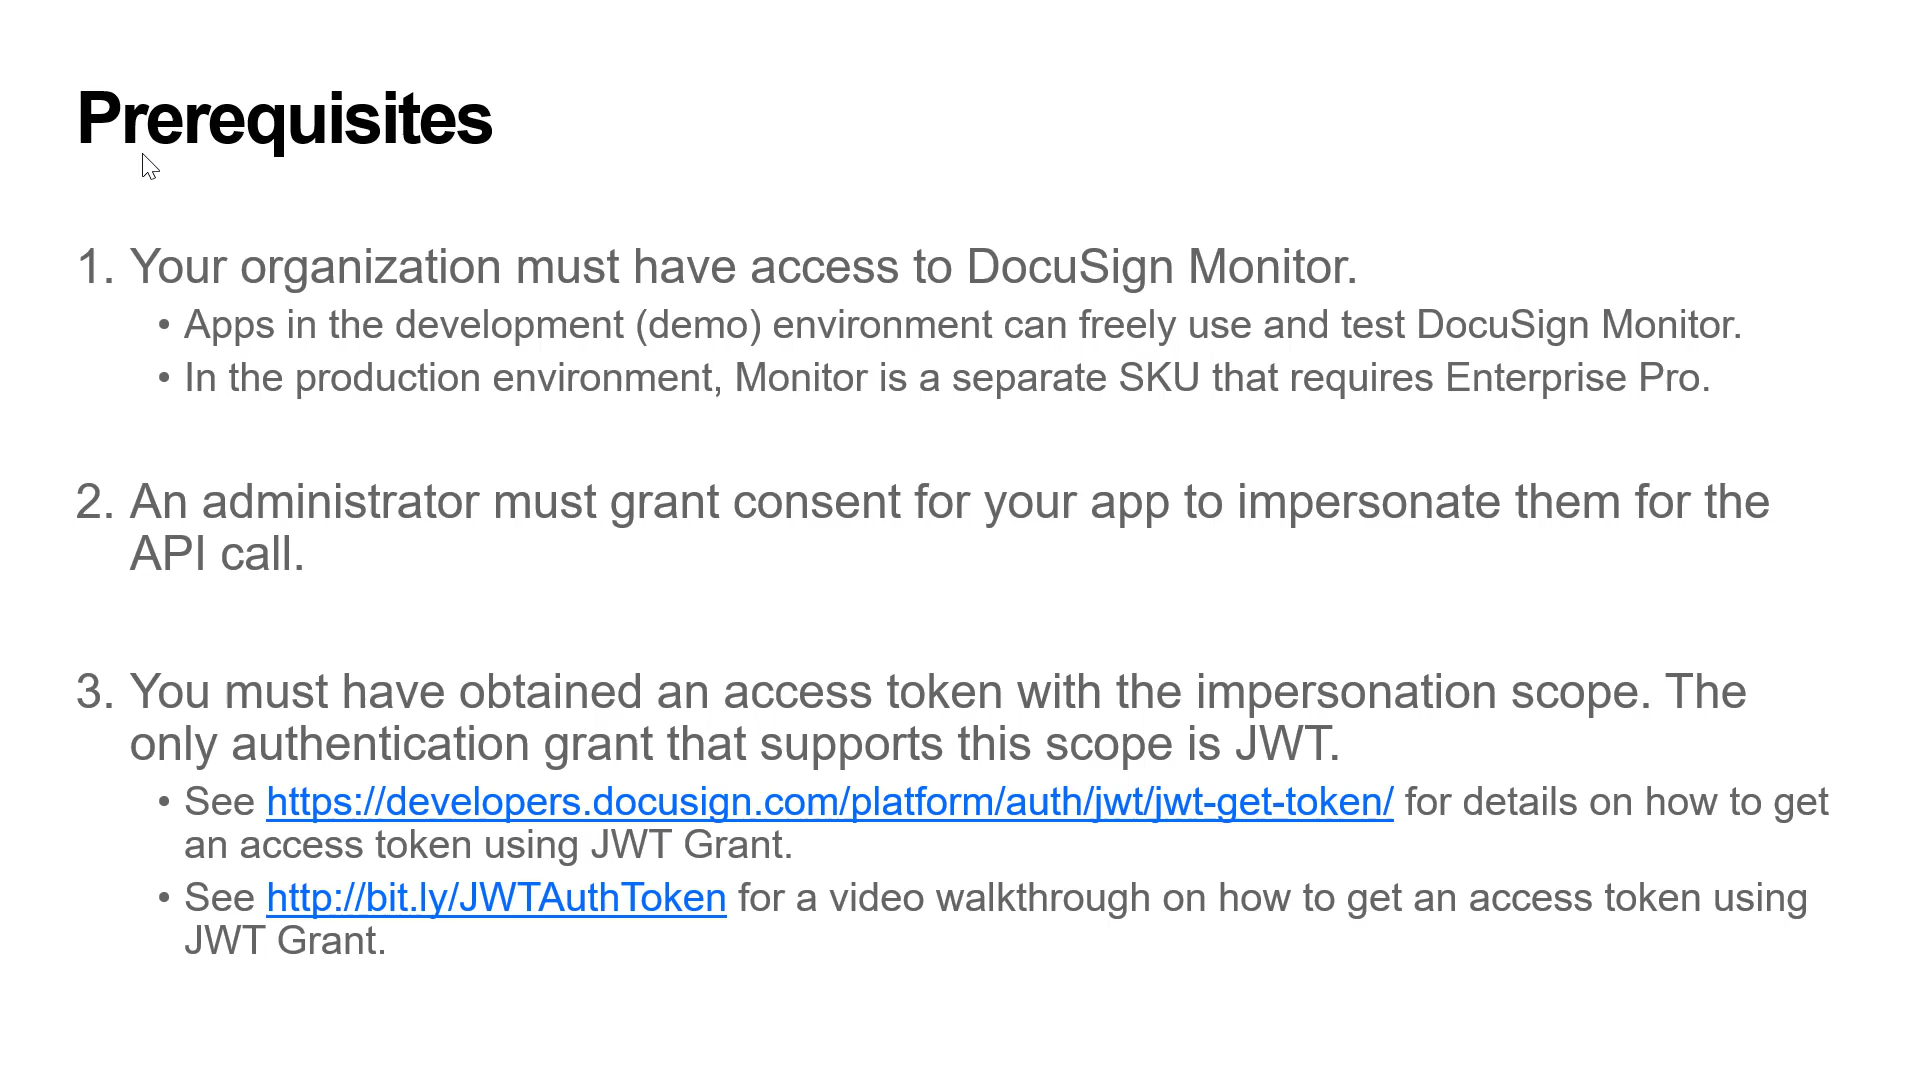 Prerequisites
1. Your organization must have access to DocuSign Monitor.
• Apps in the development (demo) environment can freely use and test DocuSign Monitor.
• In the production environment, Monitor is a separate SKU that requires Enterprise Pro.
2. An administrator must grant consent for your app to impersonate them for the
API call.
3. You must have obtained an access token with the impersonation scope. The
only authentication grant that supports this scope is JWT.
• See https://developers.docusign.com/platform/auth/jwt/jwt-get-token/ for details on how to get
an access token using JWT Grant.
• See http://bit.ly/JWTAuthToken for a video walkthrough on how to get an access token using
JWT Grant.